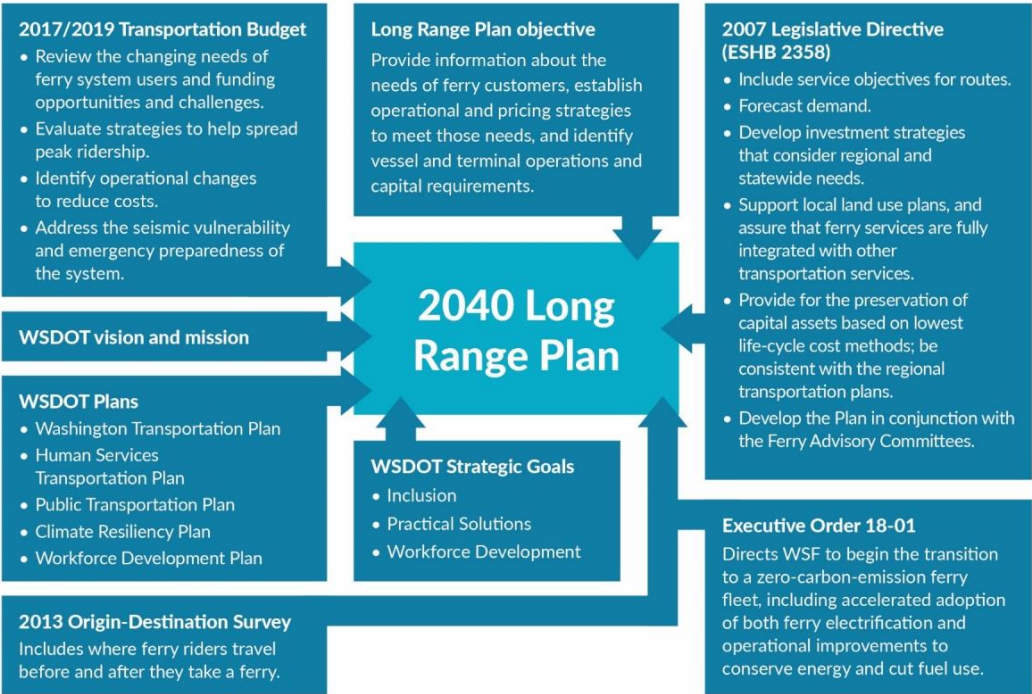 2017/2019 Transportation Budget
• Review the changing needs of
ferry system users and funding
opportunities and challenges.
• Evaluate strategies to help spread
peak ridership.
• Identify operational changes
to reduce costs.
• Address the seismic vulnerability
and emergency preparedness of
the system.
WSDOT vision and mission
WSDOT Plans
• Washington Transportation Plan
• Human Services
Transportation Plan
• Public Transportation Plan
• Climate Resiliency Plan
• Workforce Development Plan
2013 Origin-Destination Survey
Includes where ferry riders travel
before and after they take a ferry.
Long Range Plan objective
Provide information about the
needs of ferry customers, establish
operational and pricing strategies
to meet those needs, and identify
vessel and terminal operations and
capital requirements.
2040 Long
Range Plan
WSDOT Strategic Goals
• Inclusion
• Practical Solutions
• Workforce Development
2007 Legislative Directive
(ESHB 2358)
• Include service objectives for routes.
• Forecast demand.
• Develop investment strategies
that consider regional and
statewide needs.
• Support local land use plans, and
assure that ferry services are fully
integrated with other
transportation services.
• Provide for the preservation of
capital assets based on lowest
life-cycle cost methods; be
consistent with the regional
transportation plans.
• Develop the Plan in conjunction with
the Ferry Advisory Committees.
Executive Order 18-01
Directs WSF to begin the transition
to a zero-carbon-emission ferry
fleet, including accelerated adoption
of both ferry electrification and
operational improvements to
conserve energy and cut fuel use.